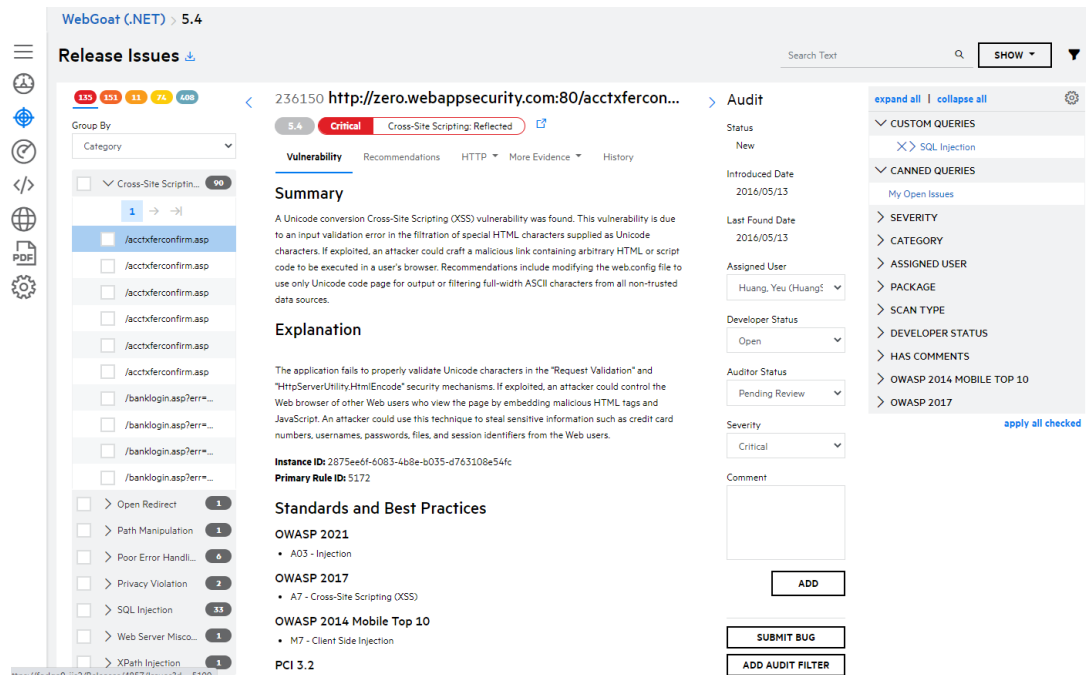 WebGoat (.NET) > 5.4
Release Issues
Search Text
SHOW
135 151 11 74 408
Group By
Category
Cross-Site Scriptin... 90
1
/acctxferconfirm.asp
/acctxferconfirm.asp
/acctxferconfirm.asp
/acctxferconfirm.asp
/acctxferconfirm.asp
/acctxferconfirm.asp
/banklogin.asp?err=...
/banklogin.asp?err=...
/banklogin.asp?err=...
/banklogin.asp?err=...
Open Redirect 1
Path Manipulation 1
Poor Error Handli... 6
Privacy Violation 2
SQL Injection 33
Web Server Misco... 1
XPath Injection 1
PDF
236150 http://zero.webappsecurity.com:80/acctxfercon...
5.4 Critical Cross-Site Scripting: Reflected
Vulnerability Recommendations HTTP More Evidence History
Summary
A Unicode conversion Cross-Site Scripting (XSS) vulnerability was found. This vulnerability is due
to an input validation error in the filtration of special HTML characters supplied as Unicode
characters. If exploited, an attacker could craft a malicious link containing arbitrary HTML or script
code to be executed in a user's browser. Recommendations include modifying the web.config file to
use only Unicode code page for output or filtering full-width ASCII characters from all non-trusted
data sources.
Explanation
The application fails to properly validate Unicode characters in the "Request Validation" and
"HttpServerUtility.HtmlEncode" security mechanisms. If exploited, an attacker could control the
Web browser of other Web users who view the page by embedding malicious HTML tags and
JavaScript. An attacker could use this technique to steal sensitive information such as credit card
numbers, usernames, passwords, files, and session identifiers from the Web users.
Instance ID: 2875ee6f-6083-4b8e-b035-d763108e54fc
Primary Rule ID: 5172
Standards and Best Practices
OWASP 2021
• A03 - Injection
OWASP 2017
• A7 - Cross-Site Scripting (XSS)
OWASP 2014 Mobile Top 10
• M7 - Client Side Injection
PCI 3.2
Audit
Status
New
Introduced Date
2016/05/13
Last Found Date
2016/05/13
Assigned User
Huang, Yeu (HuangS
Developer Status
Open
Auditor Status
Pending Review
Severity
Critical
Comment
ADD
SUBMIT BUG
ADD AUDIT FILTER
expand all | collapse all
CUSTOM QUERIES
SQL Injection
CANNED QUERIES
My Open Issues
SEVERITY
CATEGORY
ASSIGNED USER
PACKAGE
SCAN TYPE
DEVELOPER STATUS
HAS COMMENTS
OWASP 2014 MOBILE TOP 10
OWASP 2017
apply all checked